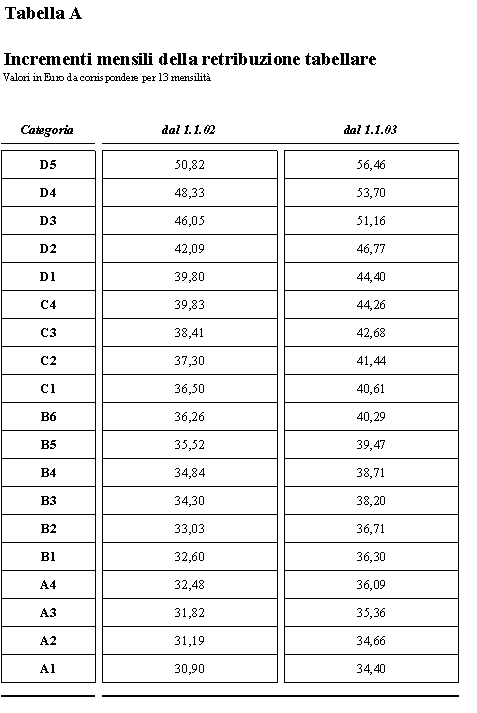 Tabella A
Incrementi mensili della retribuzione tabellare
Valori in Euro da corrispondere per 13 mensilità
Categoria dal 1.1.02 dal 1.1.03
D5 50,82 56,46
D4 48,33 53,70
D3 46,05 51,16
D2 42,09 46,77
D1 39,80 44,40
C4 39,83 44,26
C3 38,41 42,68
C2 37,30 41,44
C1 36,50 40,61
B6 36,26 40,29
B5 35,52 39,47
B4 34,84 38,71
B3 34,30 38,20
B2 33,03 36,71
B1 32,60 36,30
A4 32,48 36,09
A3 31,82 35,36
A2 31,19 34,66
A1 30,90 34,40